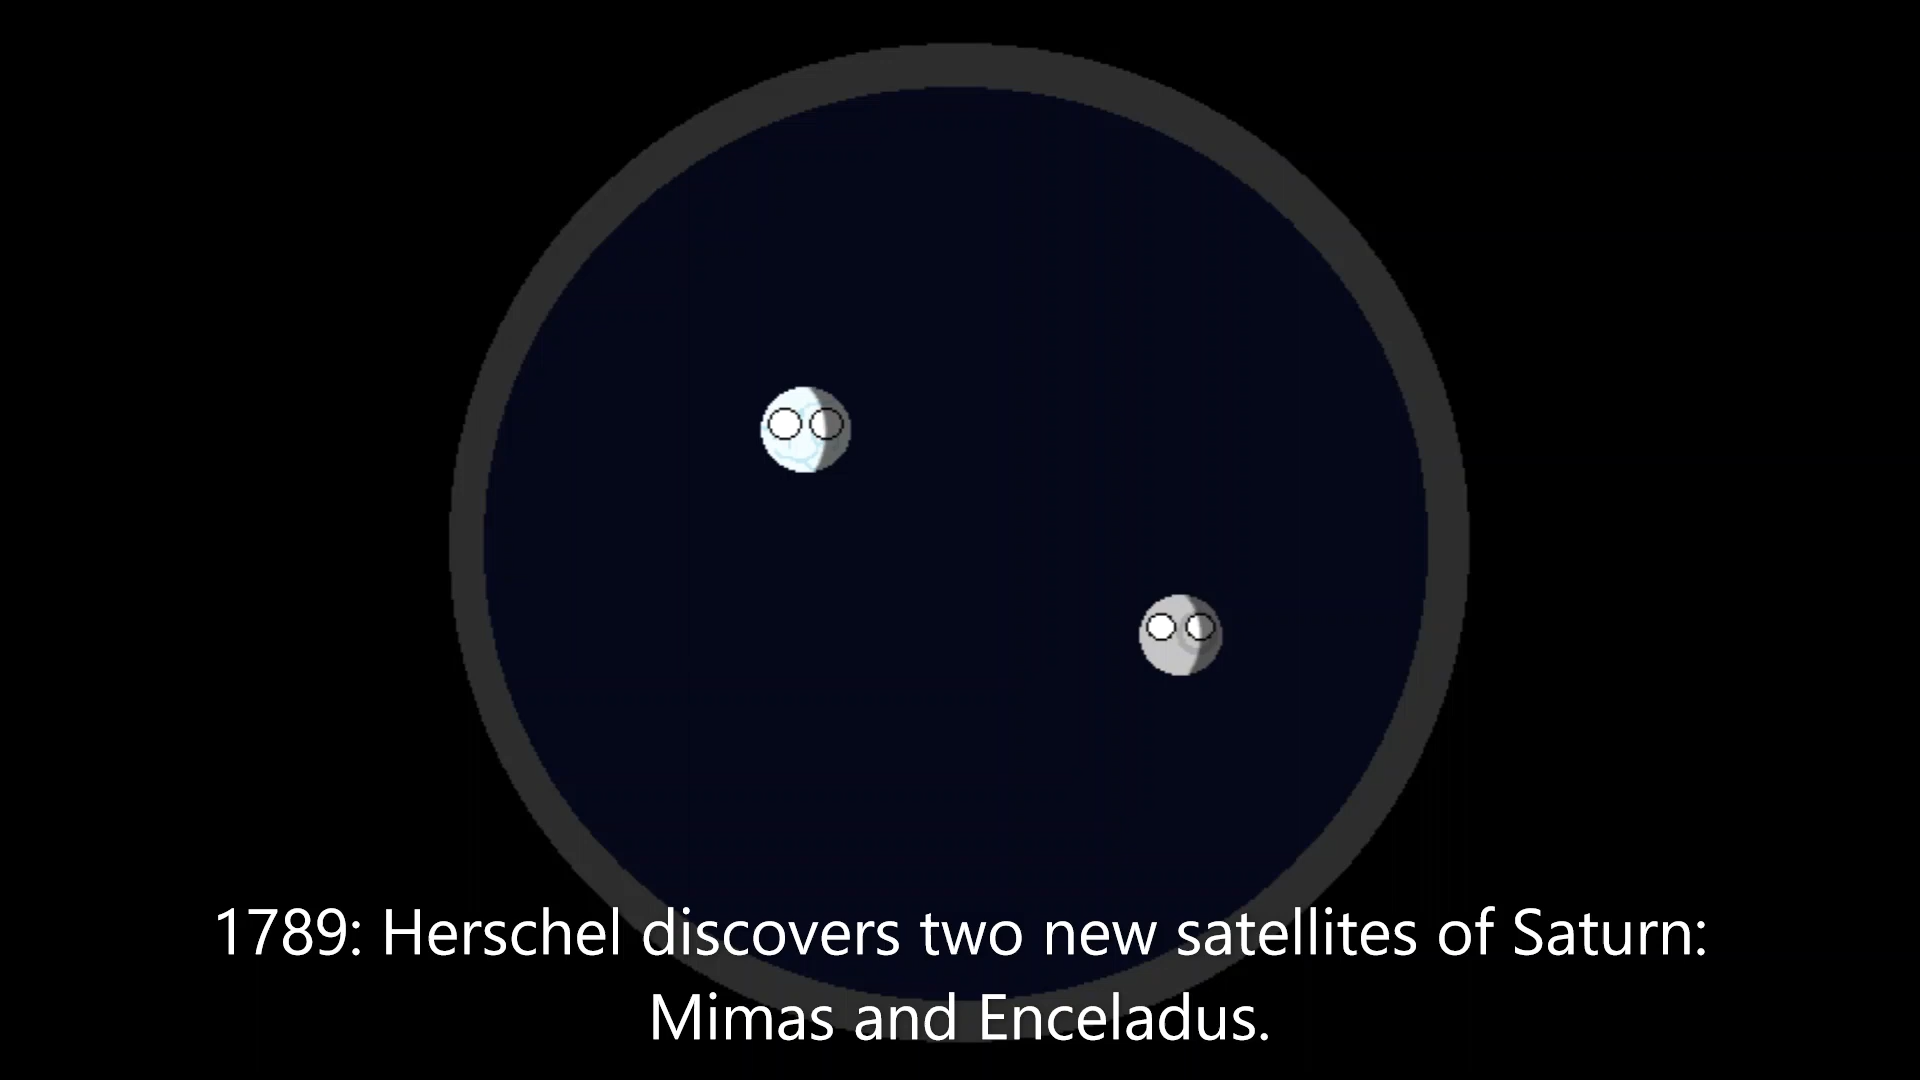 1789: Herschel discovers two new satellites of Saturn:
Mimas and Enceladus.